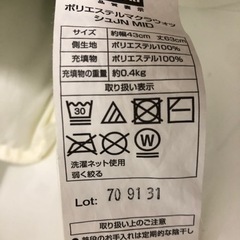 ポリエステルマクラウォッ
シュJN MID
サイズ 約幅43cm 丈63cm
側生地 ポリエステル100%
充填物 ポリエステル100%
充填物の重量 約0.4kg
取り扱い表示
30
W
洗濯ネット使用
弱く絞る
Lot: 70 91 31
取り扱い上のご注意